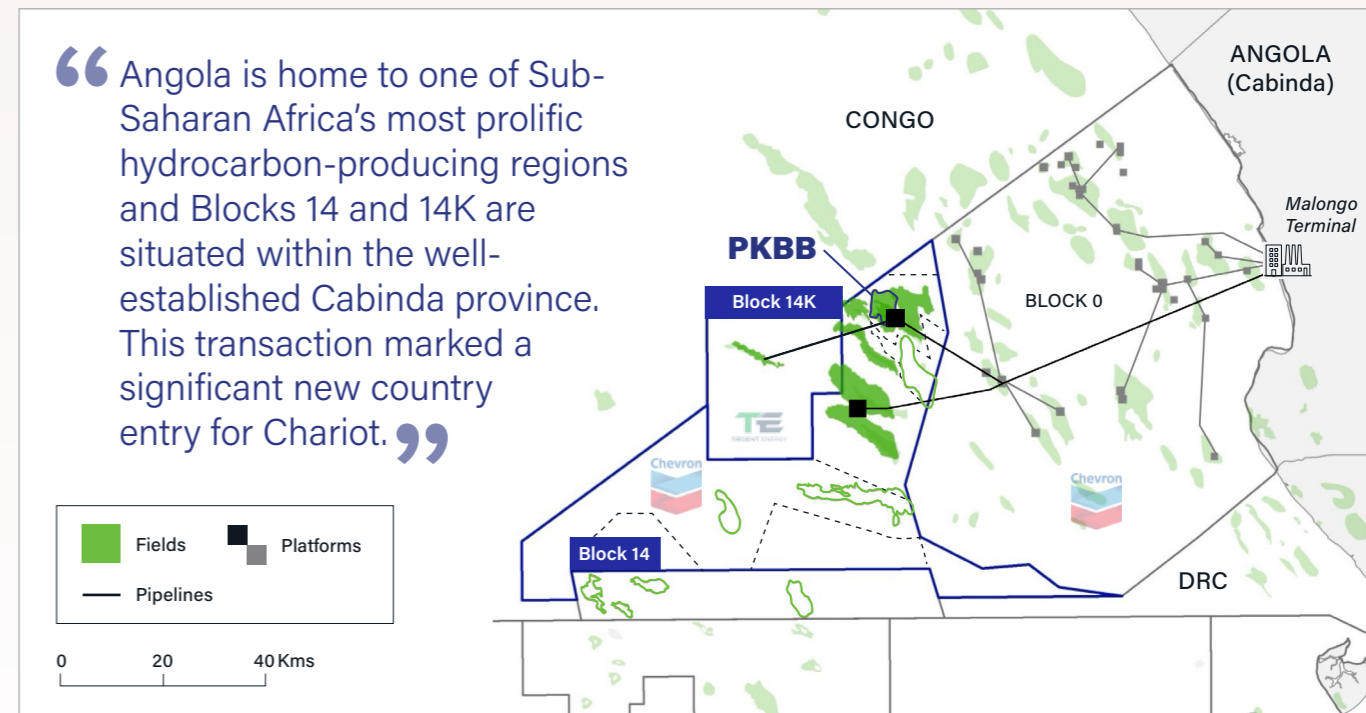 “ Angola is home to one of Sub-
Saharan Africa’s most prolific
hydrocarbon-producing regions
and Blocks 14 and 14K are
situated within the well-
established Cabinda province.
This transaction marked a
significant new country
entry for Chariot. ”
Fields
Platforms
Pipelines
0 20 40 Kms
ANGOLA
(Cabinda)
CONGO
Malongo
Terminal
PKBB
Block 14K
BLOCK 0
TE
TRIDENT ENERGY
Chevron
Chevron
Block 14
DRC